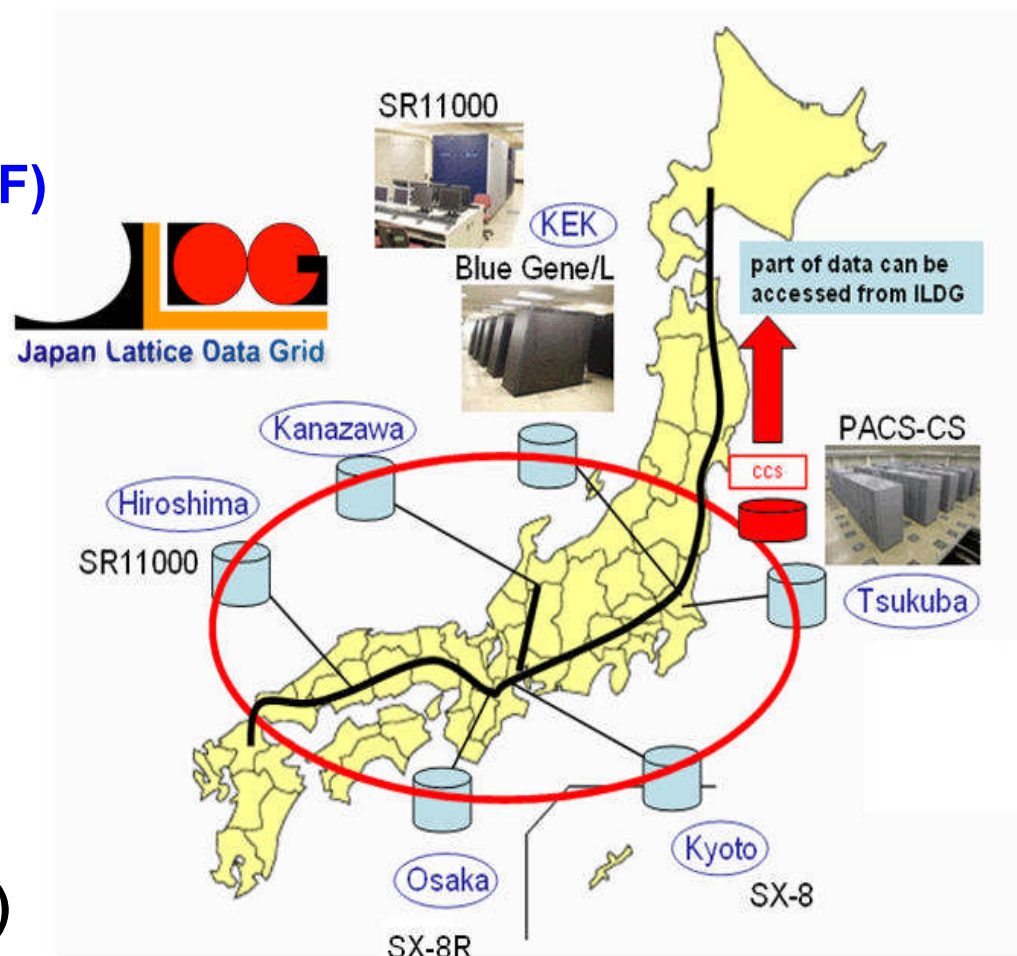 SR11000
F)
KEK
Blue Gene/L
part of data can be
accessed from ILDG
JLDG
Japan Lattice Data Grid
Kanazawa
PACS-CS
ccs
Hiroshima
SR11000
Tsukuba
Kyoto
Osaka
SX-8
)
SX-8R